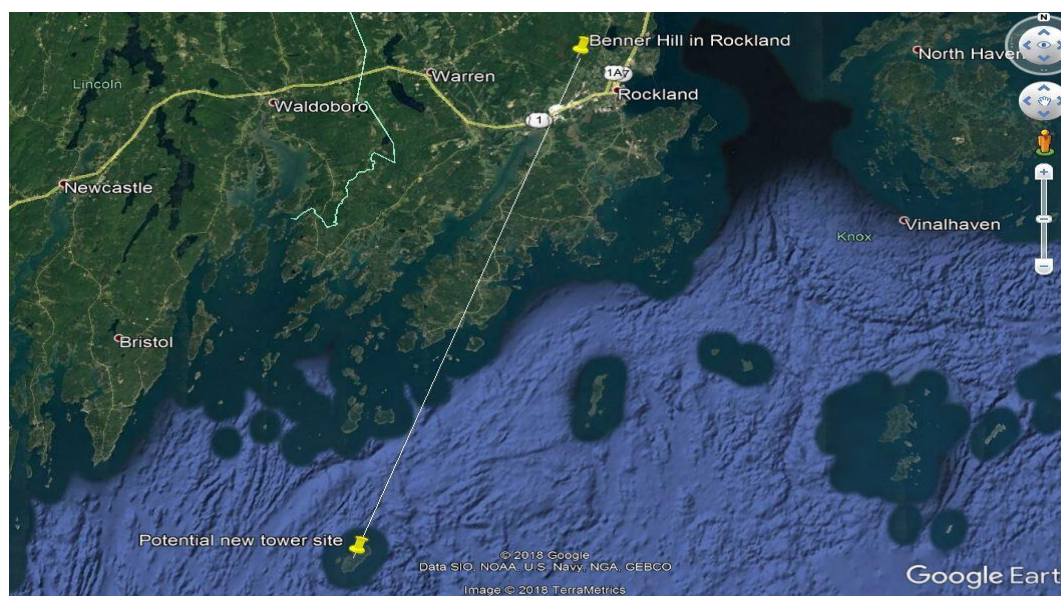 N
Benner Hill in Rockland
North Haven
Lincoln
Warren
1A
Rockland
Waldoboro
1
Newcastle
Vinalhaven
Knox
Bristol
Potential new tower site
© 2018 Google
Data SIO, NOAA, U.S. Navy, NGA, GEBCO
Image © 2018 TerraMetrics
Google Eart